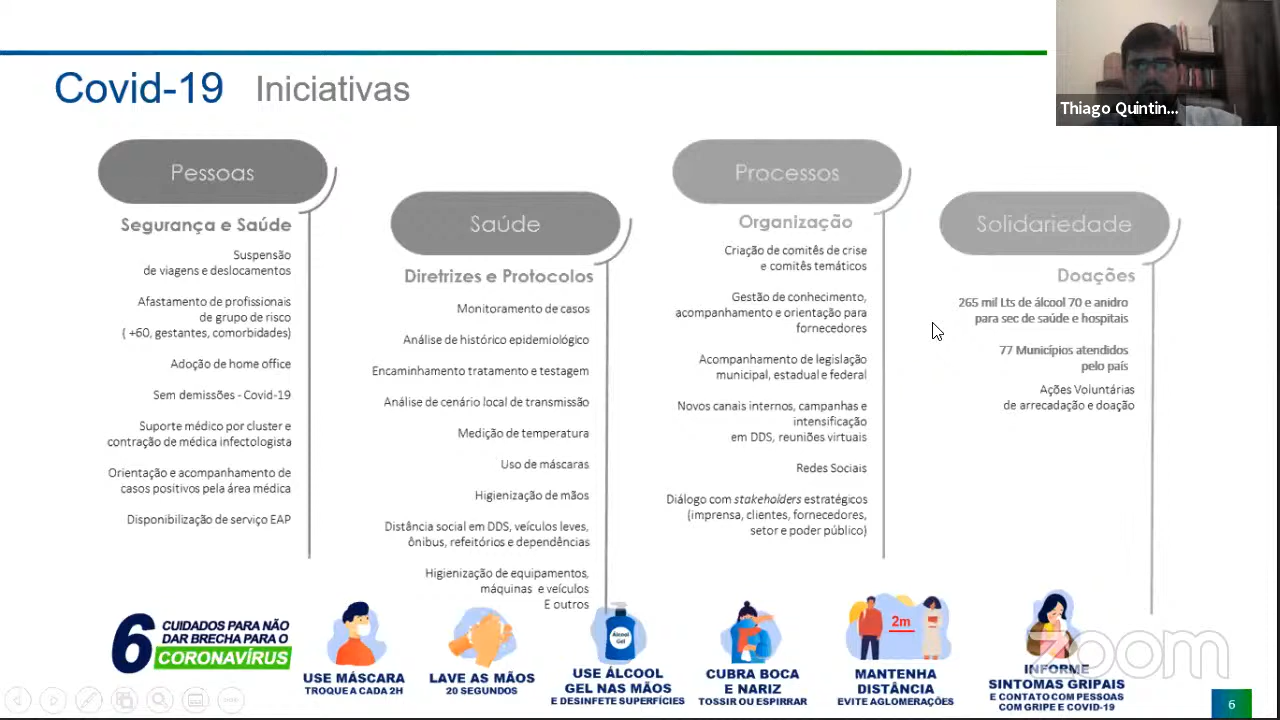 Covid-19 Iniciativas
Thiago Quintin...
Pessoas
Segurança e Saúde
Suspensão
de viagens e deslocamentos
Afastamento de profissionais
de grupo de risco
( +60, gestantes, comorbidades)
Adoção de home office
Sem demissões - Covid-19
Suporte médico por cluster e
contração de médica infectologista
Orientação e acompanhamento de
casos positivos pela área médica
Disponibilização de serviço EAP
Saúde
Diretrizes e Protocolos
Monitoramento de casos
Análise de histórico epidemiológico
Encaminhamento tratamento e testagem
Análise de cenário local de transmissão
Medição de temperatura
Uso de máscaras
Higienização de mãos
Distância social em DDS, veículos leves,
ônibus, refeitórios e dependências
Higienização de equipamentos,
máquinas e veículos
E outros
Processos
Organização
Criação de comitês de crise
e comitês temáticos
Gestão de conhecimento,
acompanhamento e orientação para
fornecedores
Acompanhamento de legislação
municipal, estadual e federal
Novos canais internos, campanhas e
intensificação
em DDS, reuniões virtuais
Redes Sociais
Diálogo com stakeholders estratégicos
(imprensa, clientes, fornecedores,
setor e poder público)
Solidariedade
Doações
265 mil Lts de álcool 70 e anidro
para sec de saúde e hospitais
77 Municípios atendidos
pelo país
Ações Voluntárias
de arrecadação e doação
6 CUIDADOS PARA NÃO
DAR BRECHA PARA O
CORONAVÍRUS
USE MÁSCARA
TROQUE A CADA 2H
LAVE AS MÃOS
20 SEGUNDOS
Álcool
Gel
USE ÁLCOOL
GEL NAS MÃOS
E DESINFETE SUPERFÍCIES
CUBRA BOCA
E NARIZ
TOSSIR OU ESPIRRAR
2m
MANTENHA
DISTÂNCIA
EVITE AGLOMERAÇÕES
INFORME
SINTOMAS GRIPAIS
E CONTATO COM PESSOAS
COM GRIPE E COVID-19
zoom
6